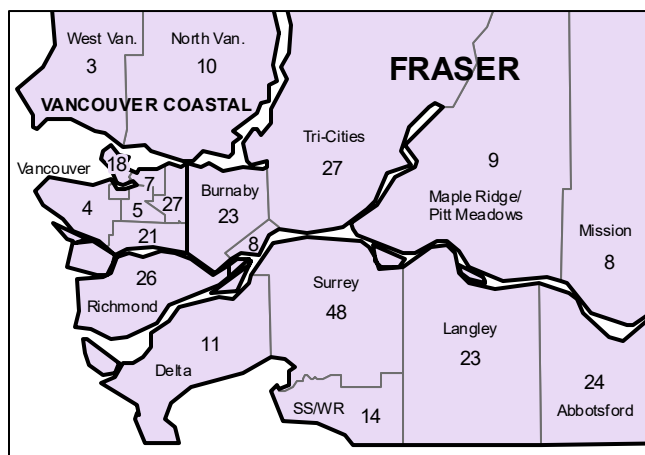 West Van.
3
North Van.
10
VANCOUVER COASTAL
FRASER
Vancouver
18
7
4
5
27
21
Burnaby
23
8
Tri-Cities
27
9
Maple Ridge/
Pitt Meadows
Mission
8
26
Richmond
Surrey
48
11
Delta
Langley
23
SS/WR
14
24
Abbotsford